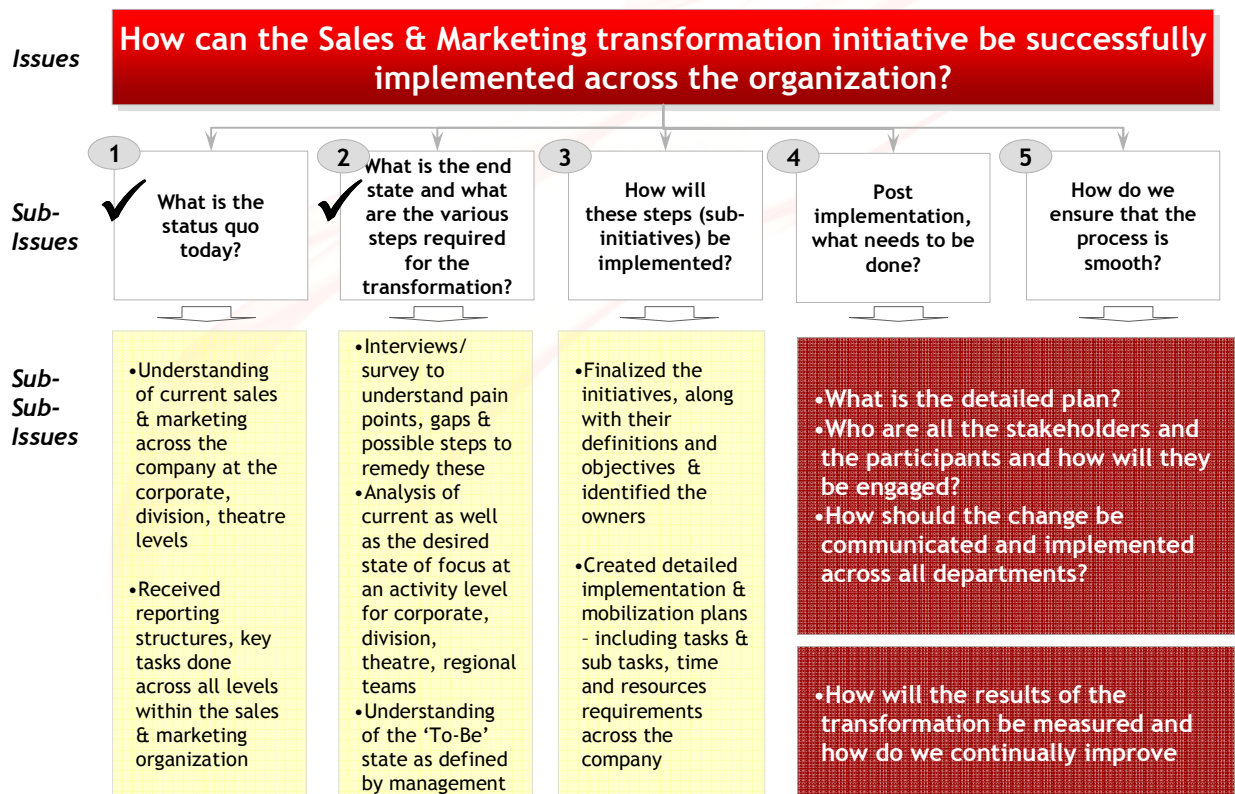 Issues
How can the Sales & Marketing transformation initiative be successfully
implemented across the organization?
Sub-
Issues
1
What is the
status quo
today?
2
What is the end
state and what
are the various
steps required
for the
transformation?
3
How will
these steps (sub-
initiatives) be
implemented?
4
Post
implementation,
what needs to be
done?
5
How do we
ensure that the
process is
smooth?
Sub-
Sub-
Issues
•Understanding
of current sales
& marketing
across the
company at the
corporate,
division, theatre
levels
•Received
reporting
structures, key
tasks done
across all levels
within the sales
& marketing
organization
•Interviews/
survey to
understand pain
points, gaps &
possible steps to
remedy these
•Analysis of
current as well
as the desired
state of focus at
an activity level
for corporate,
division,
theatre, regional
teams
•Understanding
of the ‘To-Be’
state as defined
by management
•Finalized the
initiatives, along
with their
definitions and
objectives &
identified the
owners
•Created detailed
implementation &
mobilization plans
– including tasks &
sub tasks, time
and resources
requirements
across the
company
•What is the detailed plan?
•Who are all the stakeholders and
the participants and how will they
be engaged?
•How should the change be
communicated and implemented
across all departments?
•How will the results of the
transformation be measured and
how do we continually improve